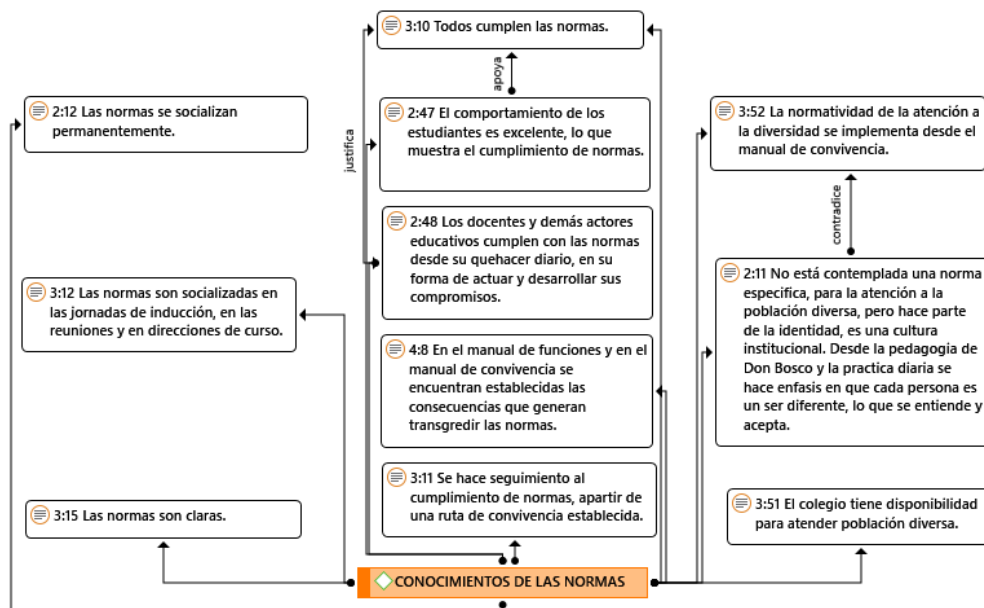 3:10 Todos cumplen las normas.
apoya
2:12 Las normas se socializan
permanentemente.
2:47 El comportamiento de los
estudiantes es excelente, lo que
muestra el cumplimiento de normas.
justifica
3:52 La normatividad de la atención a
la diversidad se implementa desde el
manual de convivencia.
contradice
2:48 Los docentes y demás actores
educativos cumplen con las normas
desde su quehacer diario, en su
forma de actuar y desarrollar sus
compromisos.
3:12 Las normas son socializadas en
las jornadas de inducción, en las
reuniones y en direcciones de curso.
2:11 No está contemplada una norma
especifica, para la atención a la
población diversa, pero hace parte
de la identidad, es una cultura
institucional. Desde la pedagogia de
Don Bosco y la practica diaria se
hace enfasis en que cada persona es
un ser diferente, lo que se entiende y
acepta.
4:8 En el manual de funciones y en el
manual de convivencia se
encuentran establecidas las
consecuencias que generan
transgredir las normas.
3:11 Se hace seguimiento al
cumplimiento de normas, apartir de
una ruta de convivencia establecida.
3:15 Las normas son claras.
3:51 El colegio tiene disponibilidad
para atender población diversa.
CONOCIMIENTOS DE LAS NORMAS